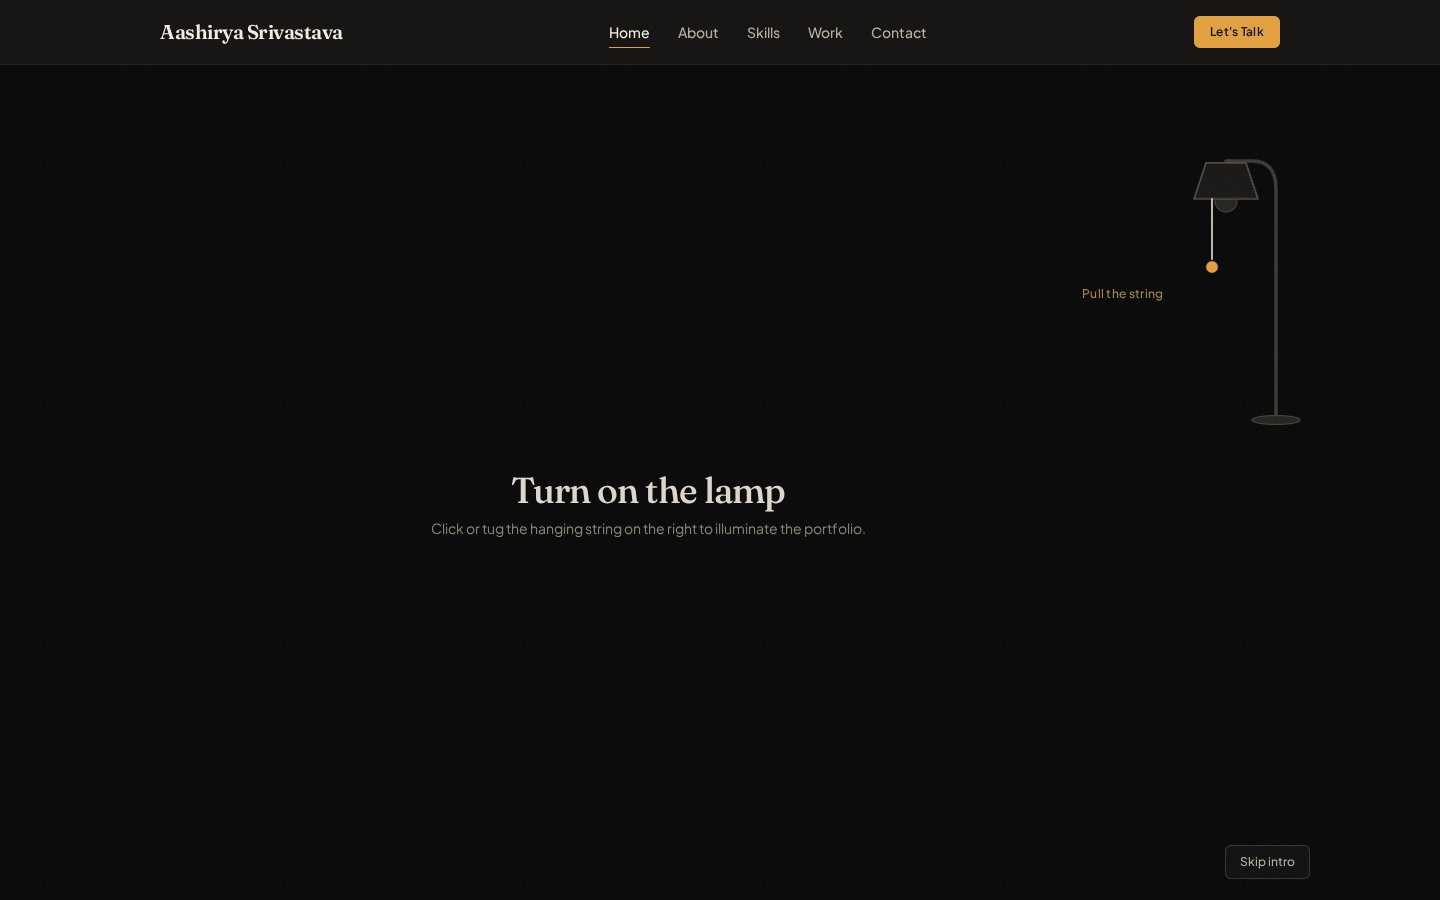 Aashirya Srivastava
Home
About
Skills
Work
Contact
Let's Talk
Pull the string
Turn on the lamp
Click or tug the hanging string on the right to illuminate the portfolio.
Skip intro